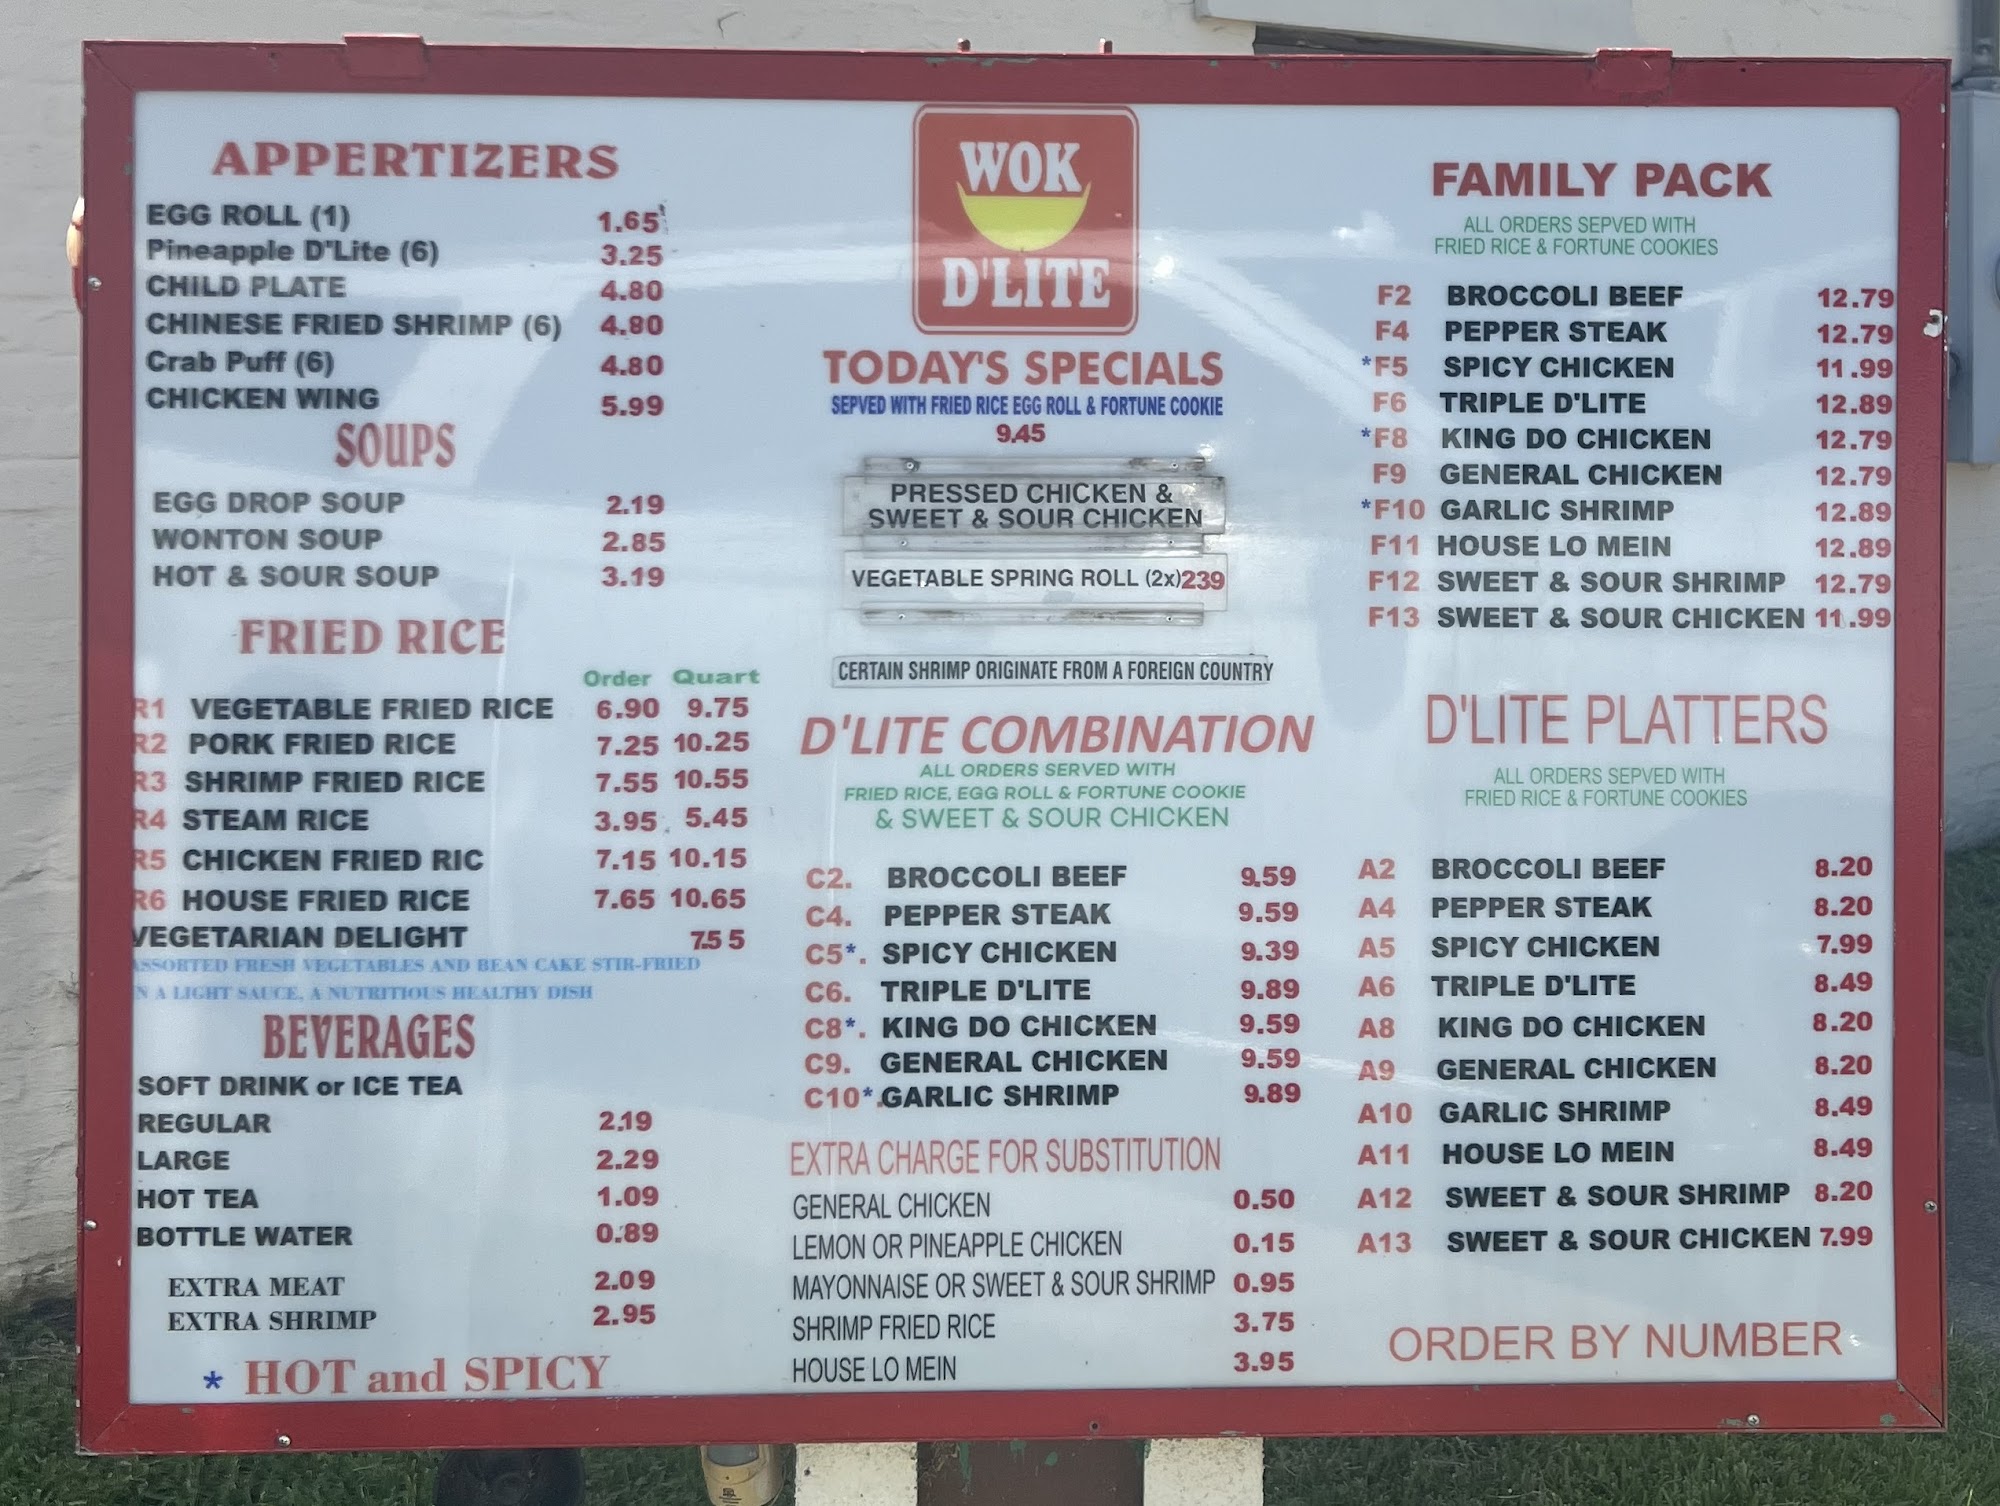 APPERTIZERS
EGG ROLL (1) 1.65
Pineapple D'Lite (6) 3.25
CHILD PLATE 4.80
CHINESE FRIED SHRIMP (6) 4.80
Crab Puff (6) 4.80
CHICKEN WING 5.99
SOUPS
EGG DROP SOUP 2.19
WONTON SOUP 2.85
HOT & SOUR SOUP 3.19
FRIED RICE
Order Quart
R1 VEGETABLE FRIED RICE 6.90 9.75
R2 PORK FRIED RICE 7.25 10.25
R3 SHRIMP FRIED RICE 7.55 10.55
R4 STEAM RICE 3.95 5.45
R5 CHICKEN FRIED RIC 7.15 10.15
R6 HOUSE FRIED RICE 7.65 10.65
VEGETARIAN DELIGHT 7.55
ASSORTED FRESH VEGETABLES AND BEAN CAKE STIR-FRIED
IN A LIGHT SAUCE, A NUTRITIOUS HEALTHY DISH
BEVERAGES
SOFT DRINK or ICE TEA
REGULAR 2.19
LARGE 2.29
HOT TEA 1.09
BOTTLE WATER 0.89
EXTRA MEAT 2.09
EXTRA SHRIMP 2.95
* HOT and SPICY
WOK
D'LITE
TODAY'S SPECIALS
SEPVED WITH FRIED RICE EGG ROLL & FORTUNE COOKIE
9.45
PRESSED CHICKEN &
SWEET & SOUR CHICKEN
VEGETABLE SPRING ROLL (2x)239
CERTAIN SHRIMP ORIGINATE FROM A FOREIGN COUNTRY
D'LITE COMBINATION
ALL ORDERS SERVED WITH
FRIED RICE, EGG ROLL & FORTUNE COOKIE
& SWEET & SOUR CHICKEN
C2. BROCCOLI BEEF 9.59
C4. PEPPER STEAK 9.59
C5*. SPICY CHICKEN 9.39
C6. TRIPLE D'LITE 9.89
C8*. KING DO CHICKEN 9.59
C9. GENERAL CHICKEN 9.59
C10*. GARLIC SHRIMP 9.89
EXTRA CHARGE FOR SUBSTITUTION
GENERAL CHICKEN 0.50
LEMON OR PINEAPPLE CHICKEN 0.15
MAYONNAISE OR SWEET & SOUR SHRIMP 0.95
SHRIMP FRIED RICE 3.75
HOUSE LO MEIN 3.95
FAMILY PACK
ALL ORDERS SEPVED WITH
FRIED RICE & FORTUNE COOKIES
F2 BROCCOLI BEEF 12.79
F4 PEPPER STEAK 12.79
*F5 SPICY CHICKEN 11.99
F6 TRIPLE D'LITE 12.89
*F8 KING DO CHICKEN 12.79
F9 GENERAL CHICKEN 12.79
*F10 GARLIC SHRIMP 12.89
F11 HOUSE LO MEIN 12.89
F12 SWEET & SOUR SHRIMP 12.79
F13 SWEET & SOUR CHICKEN 11.99
D'LITE PLATTERS
ALL ORDERS SEPVED WITH
FRIED RICE & FORTUNE COOKIES
A2 BROCCOLI BEEF 8.20
A4 PEPPER STEAK 8.20
A5 SPICY CHICKEN 7.99
A6 TRIPLE D'LITE 8.49
A8 KING DO CHICKEN 8.20
A9 GENERAL CHICKEN 8.20
A10 GARLIC SHRIMP 8.49
A11 HOUSE LO MEIN 8.49
A12 SWEET & SOUR SHRIMP 8.20
A13 SWEET & SOUR CHICKEN 7.99
ORDER BY NUMBER